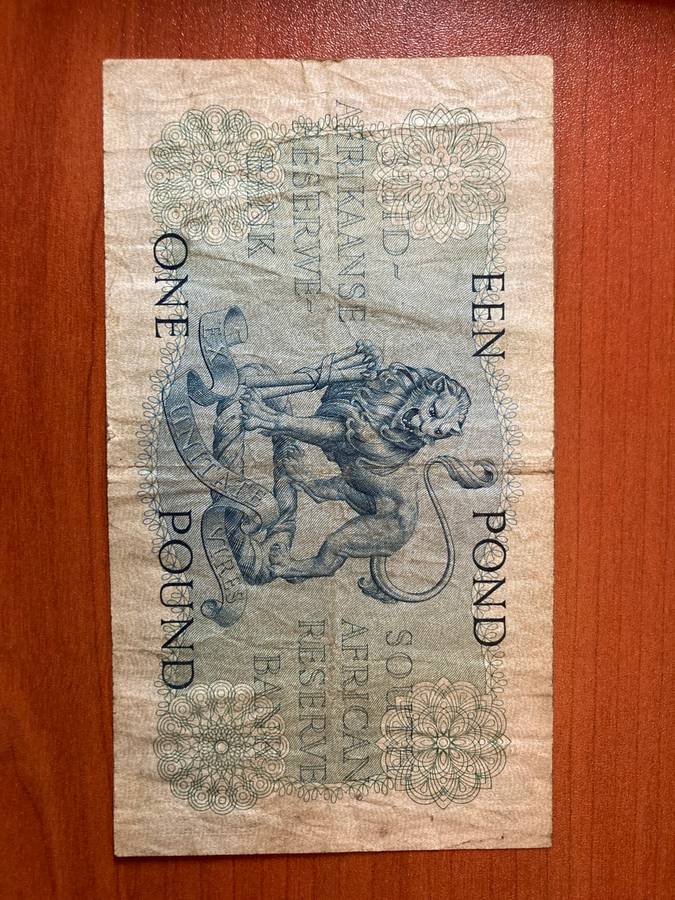 EEN POND
SUID-
AFRIKAANSE
RESERWE-
BANK
SOUTH
AFRICAN
RESERVE
BANK
EX UNITATE VIRES
ONE POUND